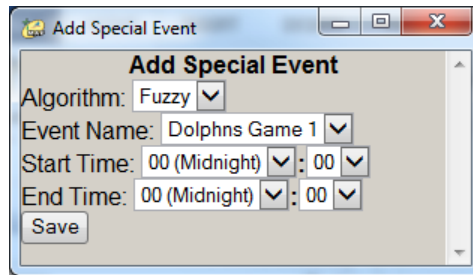 Add Special Event
Add Special Event
Algorithm: Fuzzy
Event Name: Dolphns Game 1
Start Time: 00 (Midnight) : 00
End Time: 00 (Midnight) : 00
Save